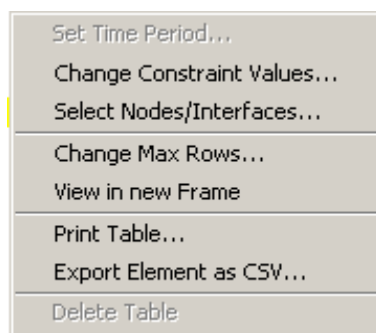 Set Time Period...
Change Constraint Values...
Select Nodes/Interfaces...
Change Max Rows...
View in new Frame
Print Table...
Export Element as CSV...
Delete Table